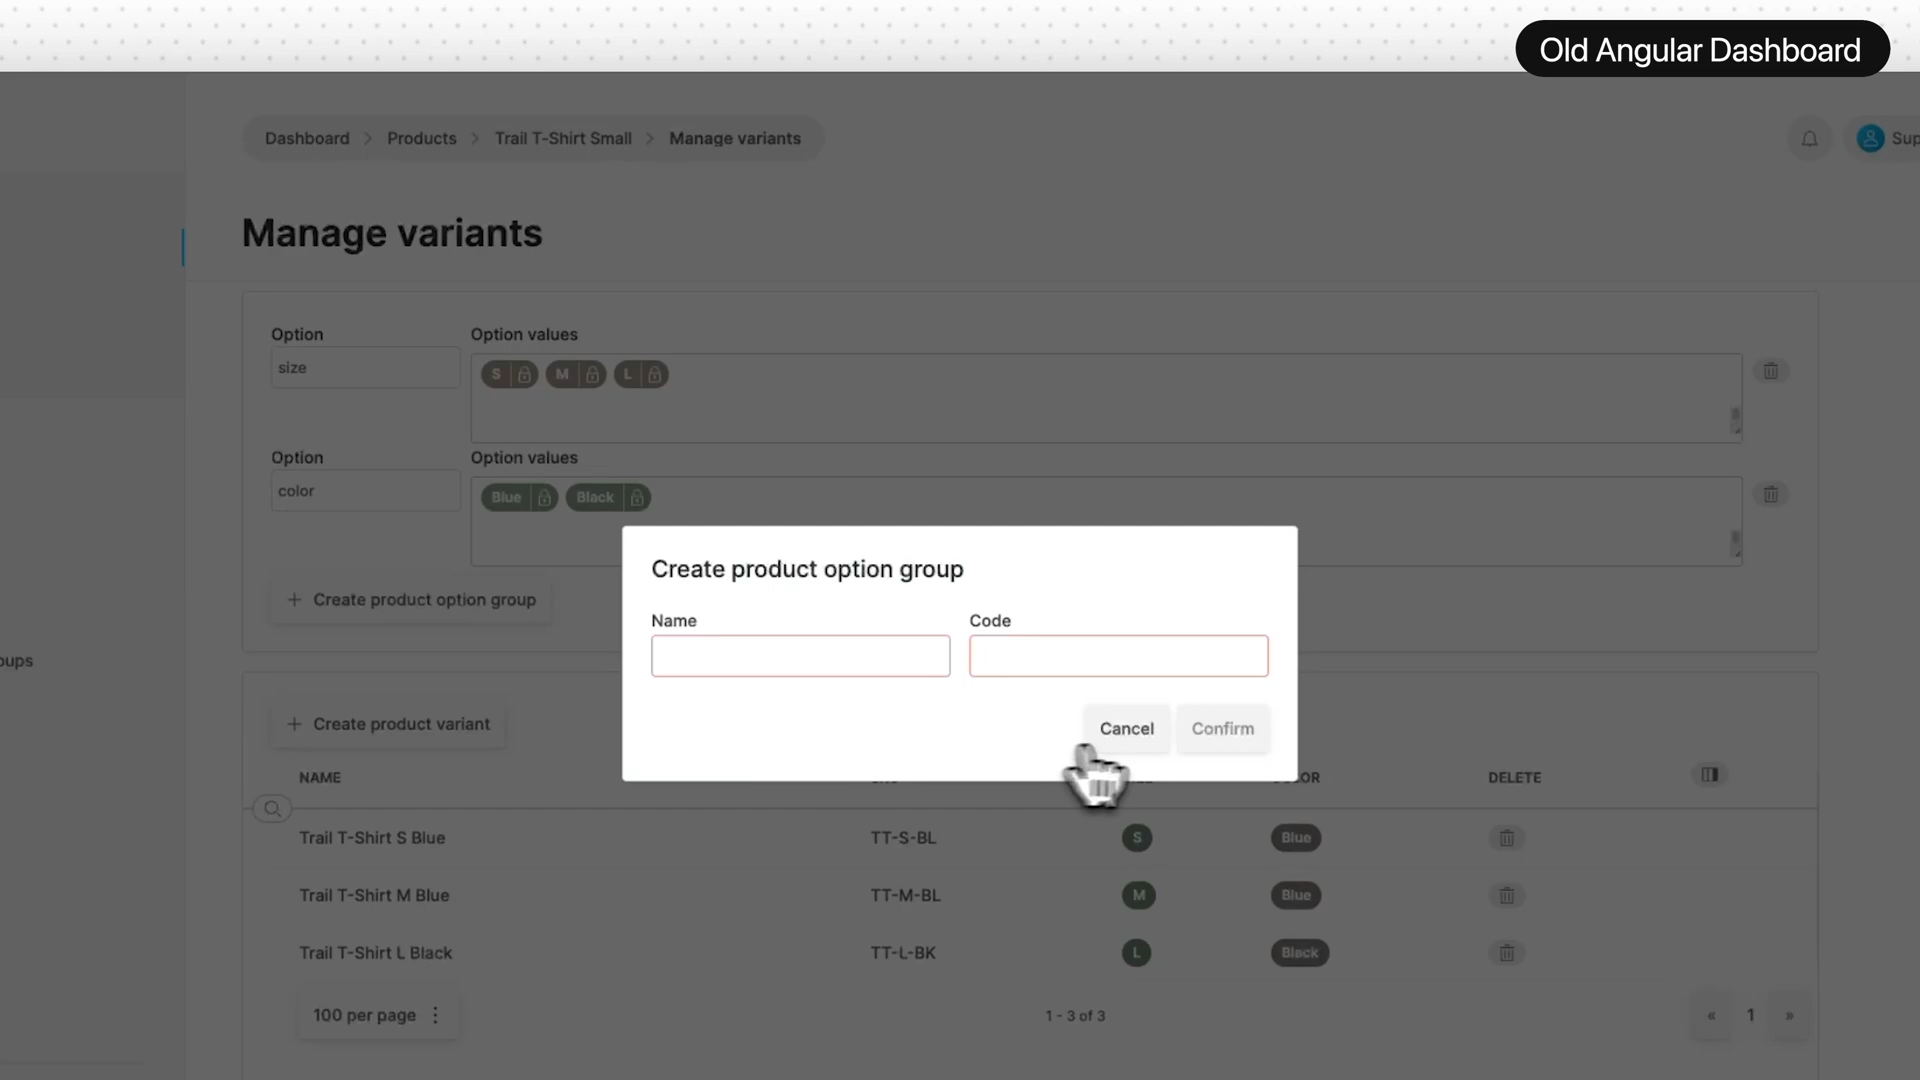 Old Angular Dashboard
Dashboard > Products > Trail T-Shirt Small > Manage variants
Sup
Manage variants
Option Option values
size S M L
Option Option values
color Blue Black
+ Create product option group
oups
Create product option group
Name Code
Cancel Confirm
+ Create product variant
NAME OR DELETE
Trail T-Shirt S Blue TT-S-BL S Blue
Trail T-Shirt M Blue TT-M-BL M Blue
Trail T-Shirt L Black TT-L-BK L Black
100 per page 1 - 3 of 3 « 1 »